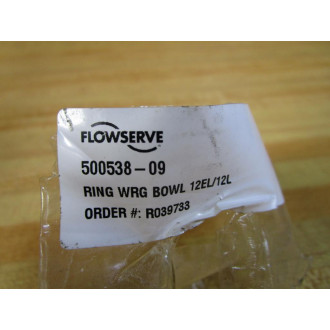 FLOWSERVE
500538-09
RING WRG BOWL 12EL/12L
ORDER #: R039733